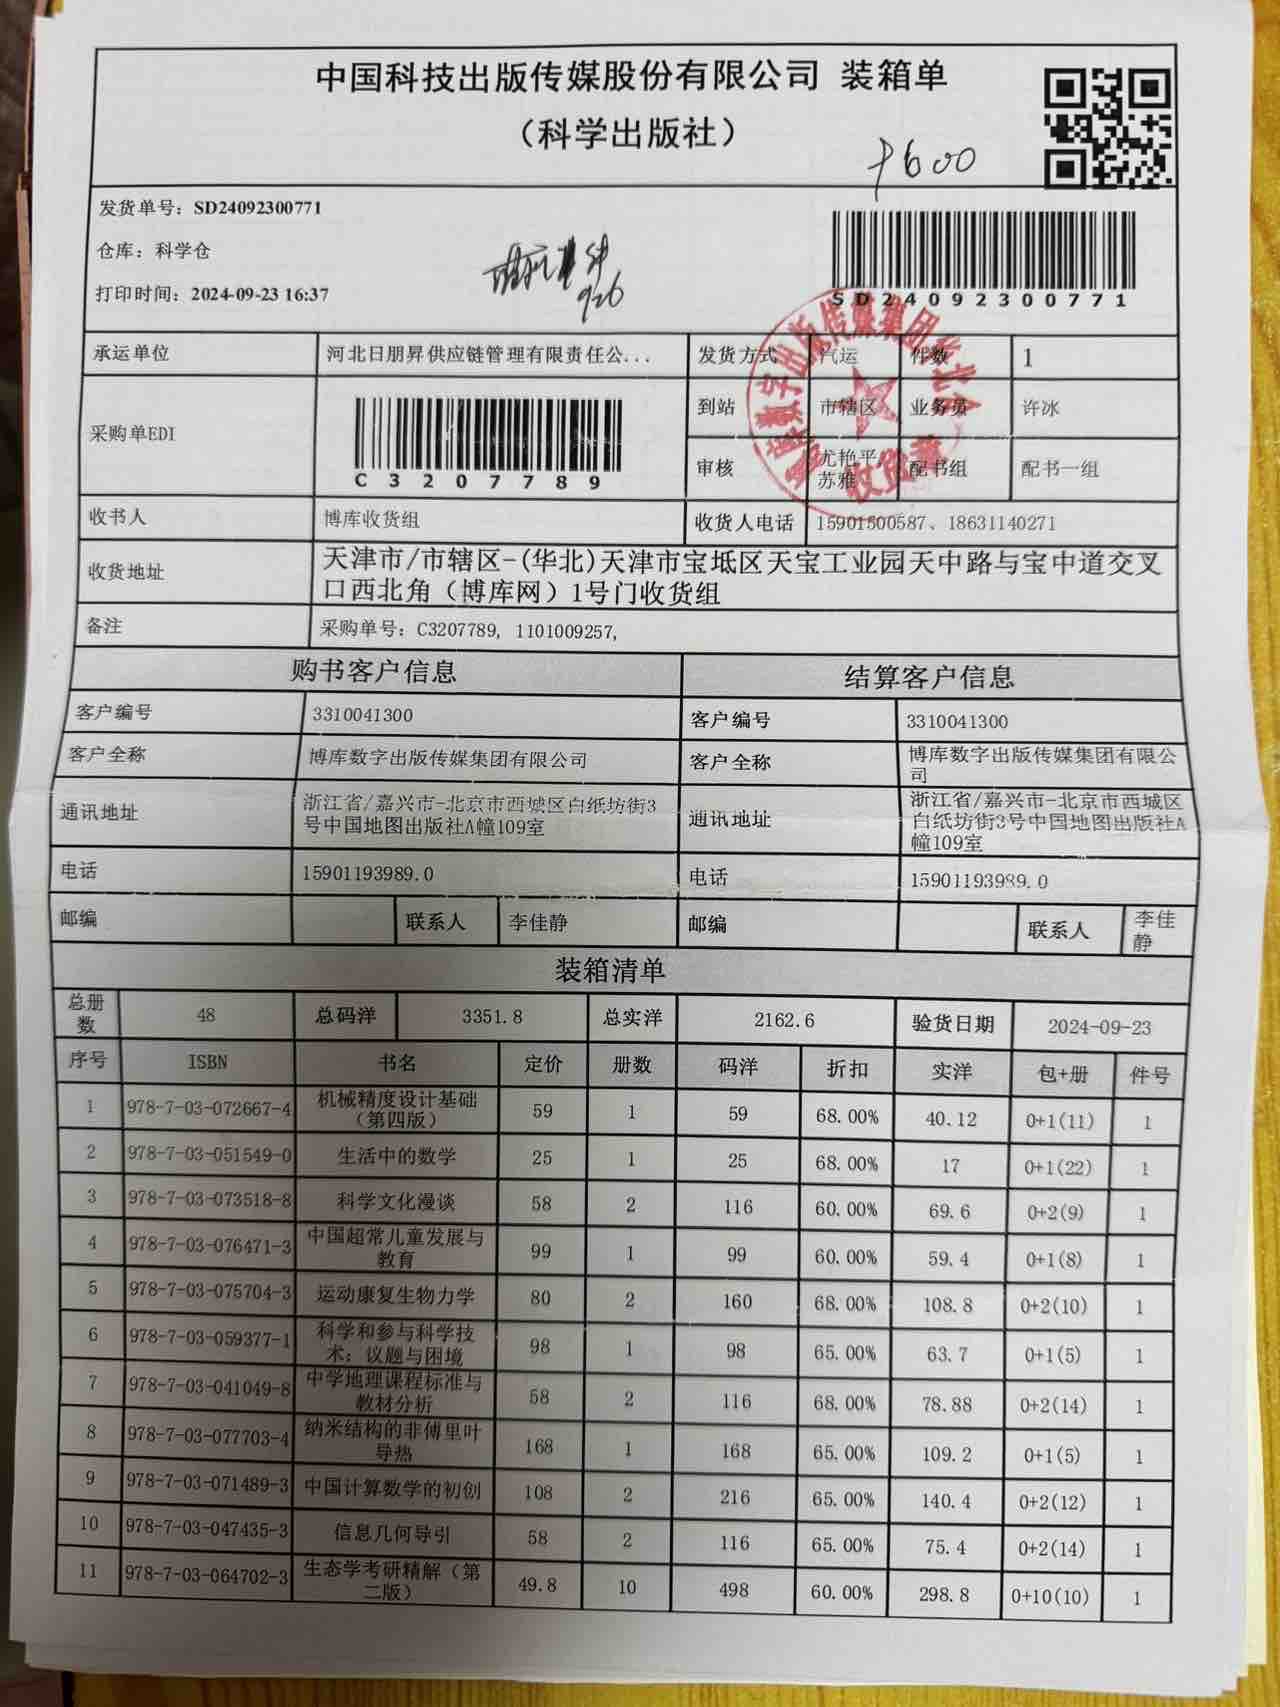 中国科技出版传媒股份有限公司 装箱单
（科学出版社）
+600
发货单号：SD24092300771
仓库：科学仓
打印时间：2024-09-23 16:37
926
SD24092300771
承运单位 河北日朋昇供应链管理有限责任公... 发货方式 汽运 件数 1
采购单EDI C3207789 到站 市辖区 业务员 许冰
审核 尤艳平 苏雅 配书组 配书一组
收货章
收书人 博库收货组 收货人电话 15901500587、18631140271
收货地址 天津市/市辖区-(华北)天津市宝坻区天宝工业园天中路与宝中道交叉
口西北角（博库网）1号门收货组
备注 采购单号：C3207789, 1101009257,
购书客户信息 结算客户信息
客户编号 3310041300 客户编号 3310041300
客户全称 博库数字出版传媒集团有限公司 客户全称 博库数字出版传媒集团有限公司
通讯地址 浙江省/嘉兴市-北京市西城区白纸坊街3号中国地图出版社A幢109室 通讯地址 浙江省/嘉兴市-北京市西城区白纸坊街3号中国地图出版社A幢109室
电话 15901193989.0 电话 15901193989.0
邮编 联系人 李佳静 邮编 联系人 李佳静
装箱清单
总册数 48 总码洋 3351.8 总实洋 2162.6 验货日期 2024-09-23
序号 ISBN 书名 定价 册数 码洋 折扣 实洋 包+册 件号
1 978-7-03-072667-4 机械精度设计基础（第四版） 59 1 59 68.00% 40.12 0+1(11) 1
2 978-7-03-051549-0 生活中的数学 25 1 25 68.00% 17 0+1(22) 1
3 978-7-03-073518-8 科学文化漫谈 58 2 116 60.00% 69.6 0+2(9) 1
4 978-7-03-076471-3 中国超常儿童发展与教育 99 1 99 60.00% 59.4 0+1(8) 1
5 978-7-03-075704-3 运动康复生物力学 80 2 160 68.00% 108.8 0+2(10) 1
6 978-7-03-059377-1 科学和参与科学技术：议题与困境 98 1 98 65.00% 63.7 0+1(5) 1
7 978-7-03-041049-8 中学地理课程标准与教材分析 58 2 116 68.00% 78.88 0+2(14) 1
8 978-7-03-077703-4 纳米结构的非傅里叶导热 168 1 168 65.00% 109.2 0+1(5) 1
9 978-7-03-071489-3 中国计算数学的初创 108 2 216 65.00% 140.4 0+2(12) 1
10 978-7-03-047435-3 信息几何导引 58 2 116 65.00% 75.4 0+2(14) 1
11 978-7-03-064702-3 生态学考研精解（第二版） 49.8 10 498 60.00% 298.8 0+10(10) 1